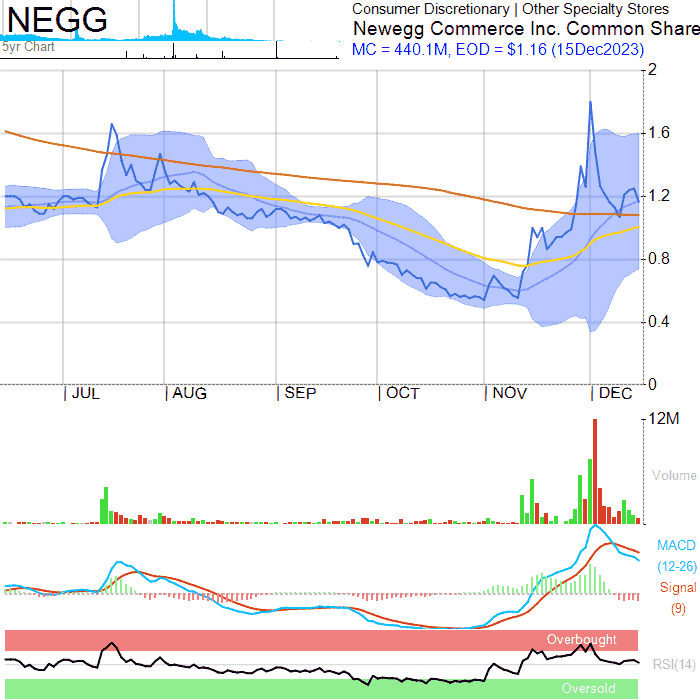 NEGG
5yr Chart
Consumer Discretionary | Other Specialty Stores
Newegg Commerce Inc. Common Share
MC = 440.1M, EOD = $1.16 (15Dec2023)
2
1.6
1.2
0.8
0.4
0
JUL AUG SEP OCT NOV DEC
12M
Volume
MACD
(12-26)
Signal
(9)
Overbought
RSI(14)
Oversold